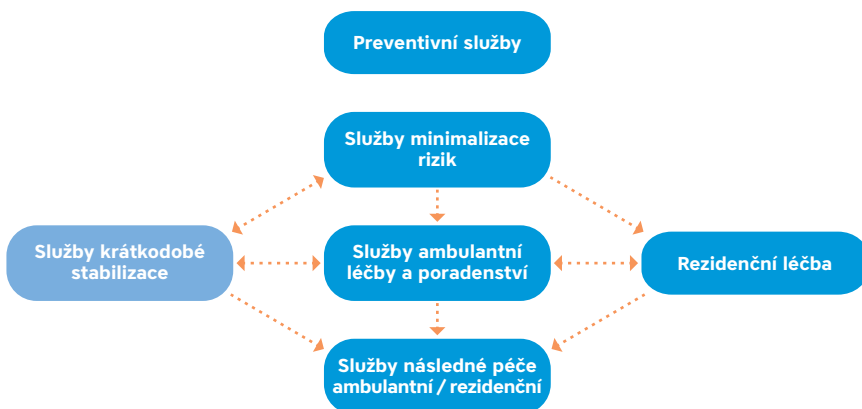 Preventivní služby
Služby minimalizace
rizik
Služby krátkodobé
stabilizace
Služby ambulantní
léčby a poradenství
Rezidenční léčba
Služby následné péče
ambulantní / rezidenční